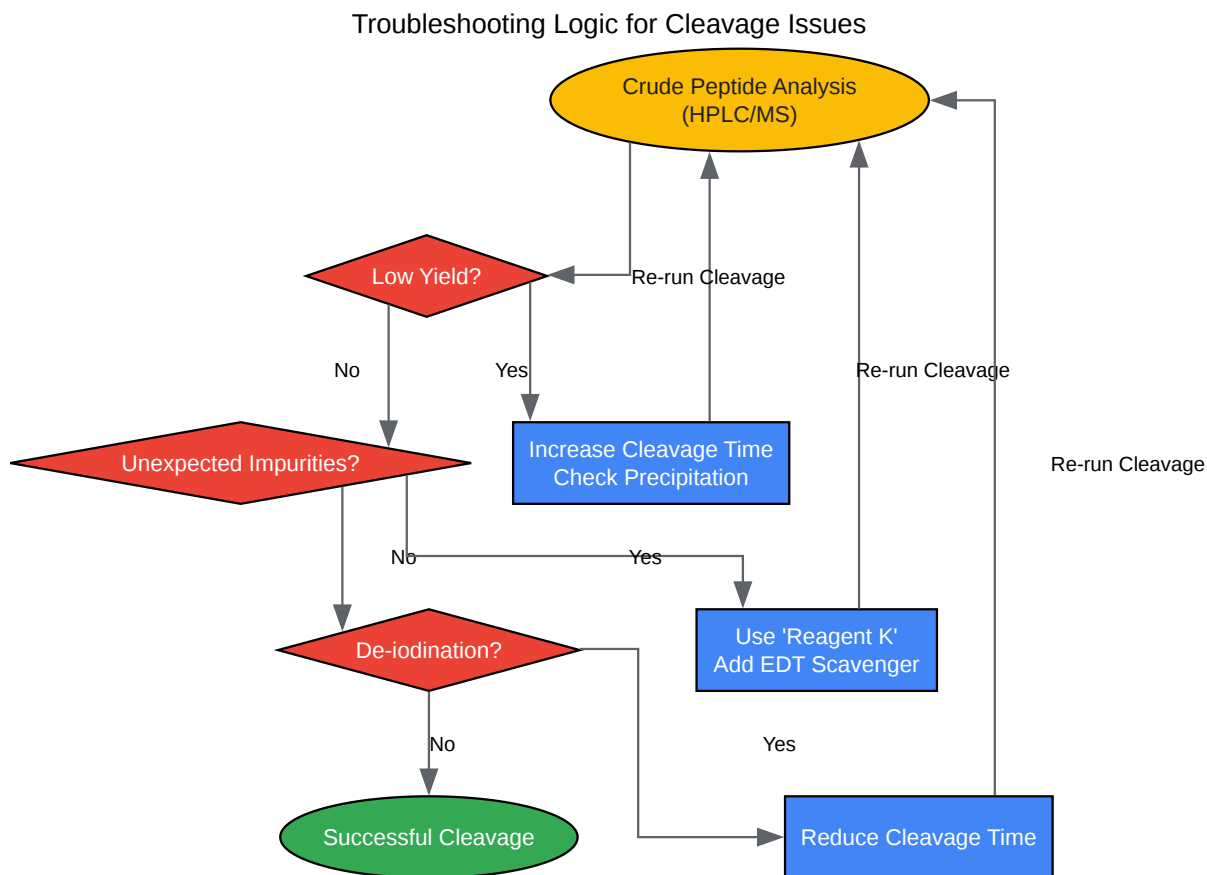 Troubleshooting Logic for Cleavage Issues
Crude Peptide Analysis
(HPLC/MS)
Low Yield?
Re-run Cleavage
No
Yes
Re-run Cleavage
Unexpected Impurities?
Increase Cleavage Time
Check Precipitation
Re-run Cleavage
No
Yes
De-iodination?
Use 'Reagent K'
Add EDT Scavenger
No
Yes
Successful Cleavage
Reduce Cleavage Time